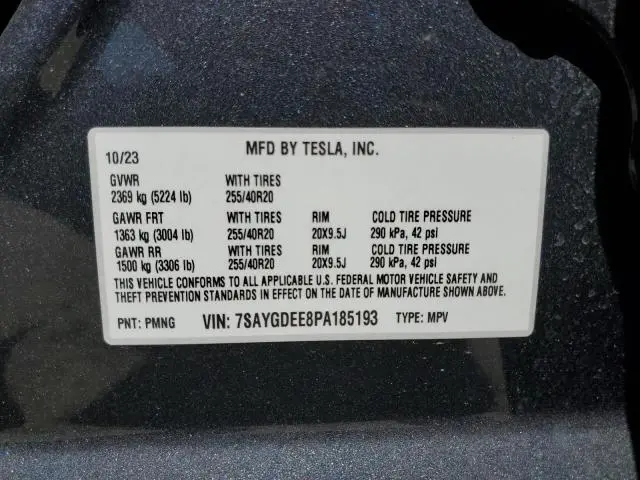 MFD BY TESLA, INC.
10/23
GVWR WITH TIRES
2369 kg (5224 lb) 255/40R20
GAWR FRT WITH TIRES RIM COLD TIRE PRESSURE
1363 kg (3004 lb) 255/40R20 20X9.5J 290 kPa, 42 psi
GAWR RR WITH TIRES RIM COLD TIRE PRESSURE
1500 kg (3306 lb) 255/40R20 20X9.5J 290 kPa, 42 psi
THIS VEHICLE CONFORMS TO ALL APPLICABLE U.S. FEDERAL MOTOR VEHICLE SAFETY AND
THEFT PREVENTION STANDARDS IN EFFECT ON THE DATE OF MANUFACTURE SHOWN ABOVE.
PNT: PMNG VIN: 7SAYGDEE8PA185193 TYPE: MPV